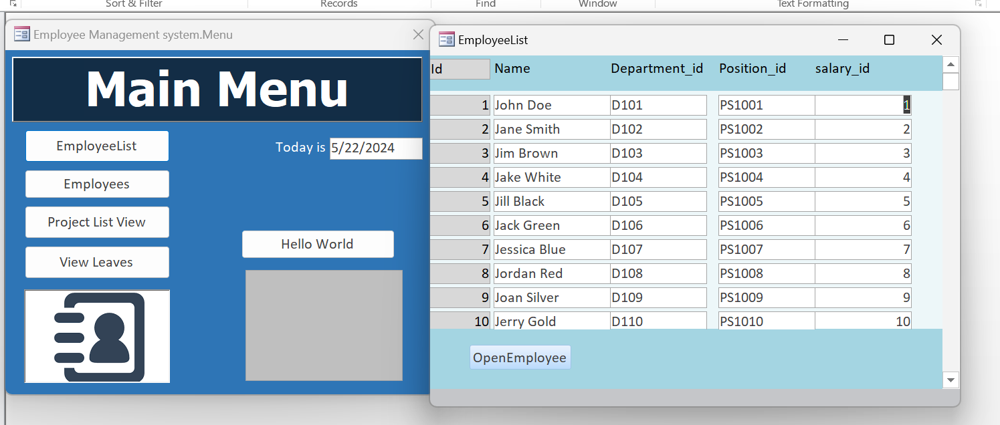 Sort & Filter Records Find Window Text Formatting
Employee Management system.Menu
Main Menu
EmployeeList
Today is 5/22/2024
Employees
Project List View
Hello World
View Leaves
EmployeeList
Id Name Department_id Position_id salary_id
1 John Doe D101 PS1001 1
2 Jane Smith D102 PS1002 2
3 Jim Brown D103 PS1003 3
4 Jake White D104 PS1004 4
5 Jill Black D105 PS1005 5
6 Jack Green D106 PS1006 6
7 Jessica Blue D107 PS1007 7
8 Jordan Red D108 PS1008 8
9 Joan Silver D109 PS1009 9
10 Jerry Gold D110 PS1010 10
OpenEmployee